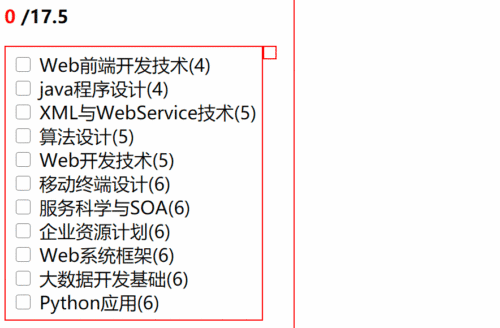 0 /17.5
Web前端开发技术(4)
java程序设计(4)
XML与WebService技术(5)
算法设计(5)
Web开发技术(5)
移动终端设计(6)
服务科学与SOA(6)
企业资源计划(6)
Web系统框架(6)
大数据开发基础(6)
Python应用(6)